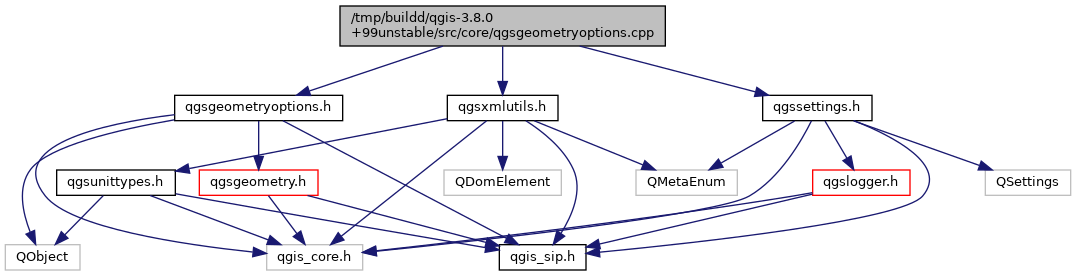 /tmp/buildd/qgis-3.8.0
+99unstable/src/core/qgsgeometryoptions.cpp
qgsgeometryoptions.h
qgsxmlutils.h
qgssettings.h
qgsunittypes.h
qgsgeometry.h
QDomElement
QMetaEnum
qgslogger.h
QSettings
QObject
qgis_core.h
qgis_sip.h